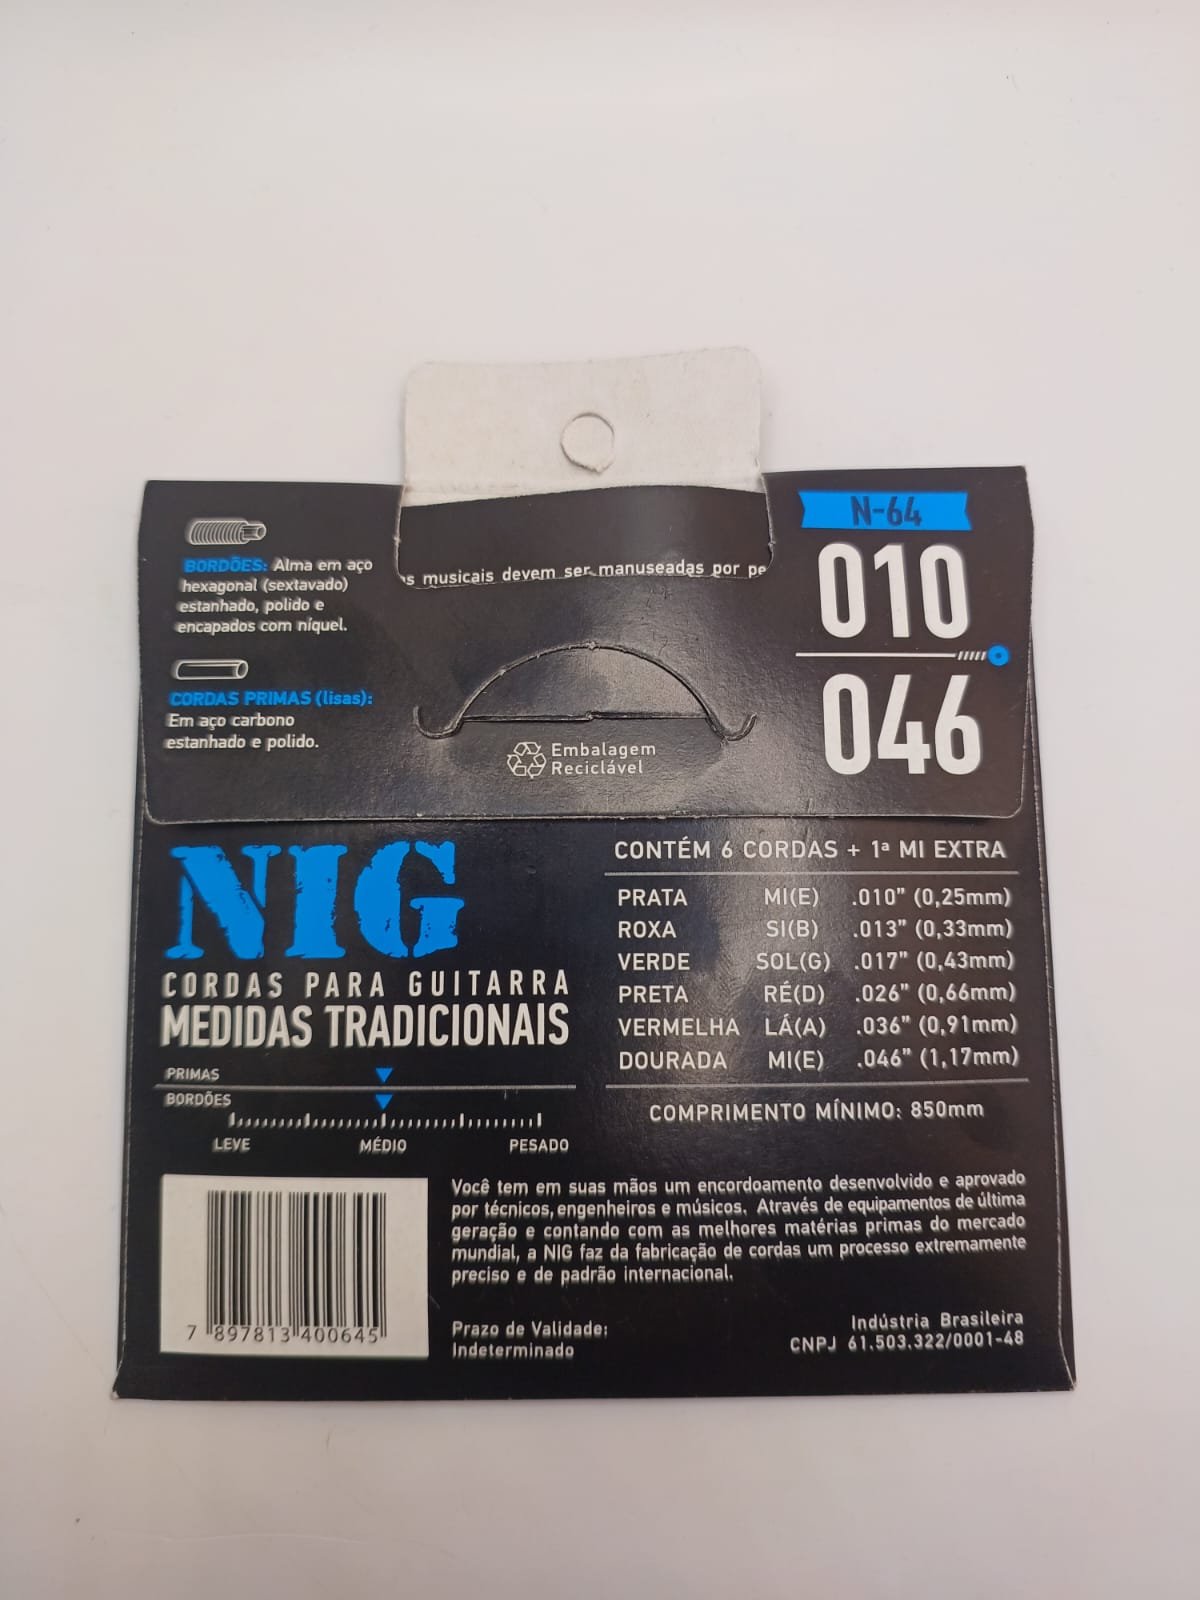 N-64
010
046
BORDÕES: Alma em aço
hexagonal (sextavado)
estanhado, polido e
encapados com níquel.
CORDAS PRIMAS (lisas):
Em aço carbono
estanhado e polido.
musicais devem ser manuseadas por
Embalagem
Reciclável
NIG
CORDAS PARA GUITARRA
MEDIDAS TRADICIONAIS
PRIMAS
BORDÕES
LEVE MÉDIO PESADO
CONTÉM 6 CORDAS + 1ª MI EXTRA
PRATA MI(E) .010" (0,25mm)
ROXA SI(B) .013" (0,33mm)
VERDE SOL(G) .017" (0,43mm)
PRETA RÉ(D) .026" (0,66mm)
VERMELHA LÁ(A) .036" (0,91mm)
DOURADA MI(E) .046" (1,17mm)
COMPRIMENTO MÍNIMO: 850mm
Você tem em suas mãos um encordoamento desenvolvido e aprovado
por técnicos, engenheiros e músicos. Através de equipamentos de última
geração e contando com as melhores matérias primas do mercado
mundial, a NIG faz da fabricação de cordas um processo extremamente
preciso e de padrão internacional.
7 897813 400645
Prazo de Validade:
Indeterminado
Indústria Brasileira
CNPJ 61.503.322/0001-48